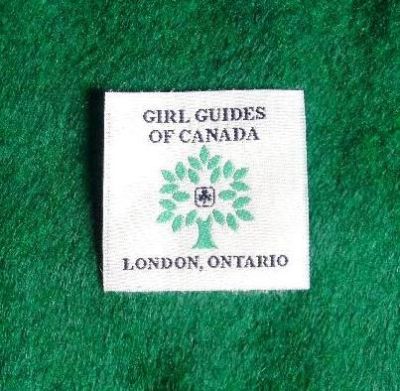 GIRL GUIDES
OF CANADA
LONDON, ONTARIO